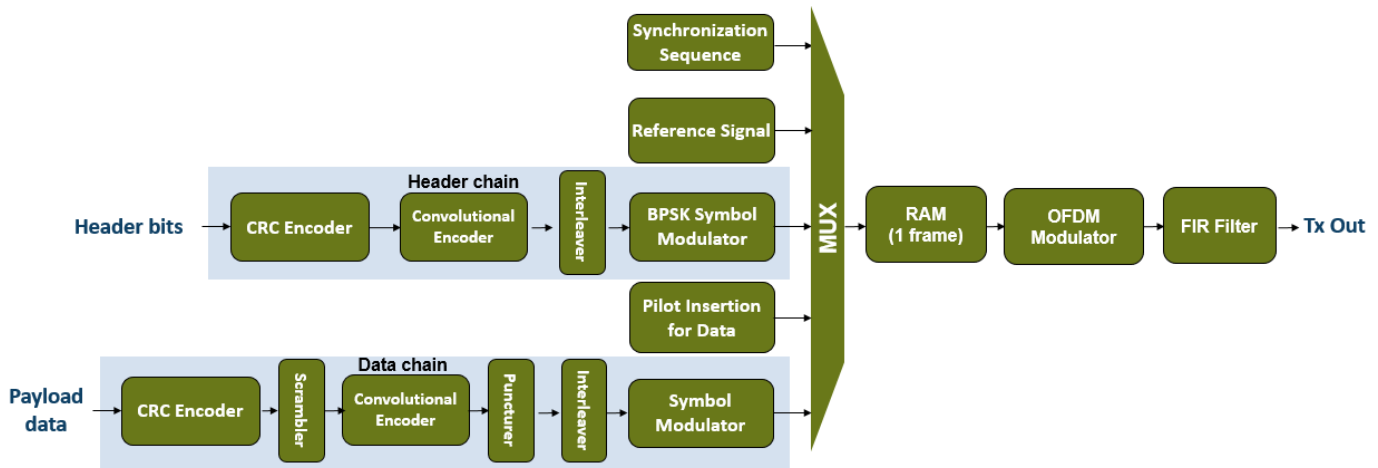 Synchronization
Sequence
Reference Signal
Header chain
Header bits
CRC Encoder
Convolutional
Encoder
Interleaver
BPSK Symbol
Modulator
MUX
RAM
(1 frame)
OFDM
Modulator
FIR Filter
Tx Out
Pilot Insertion
for Data
Data chain
Payload
data
CRC Encoder
Scrambler
Convolutional
Encoder
Puncturer
Interleaver
Symbol
Modulator